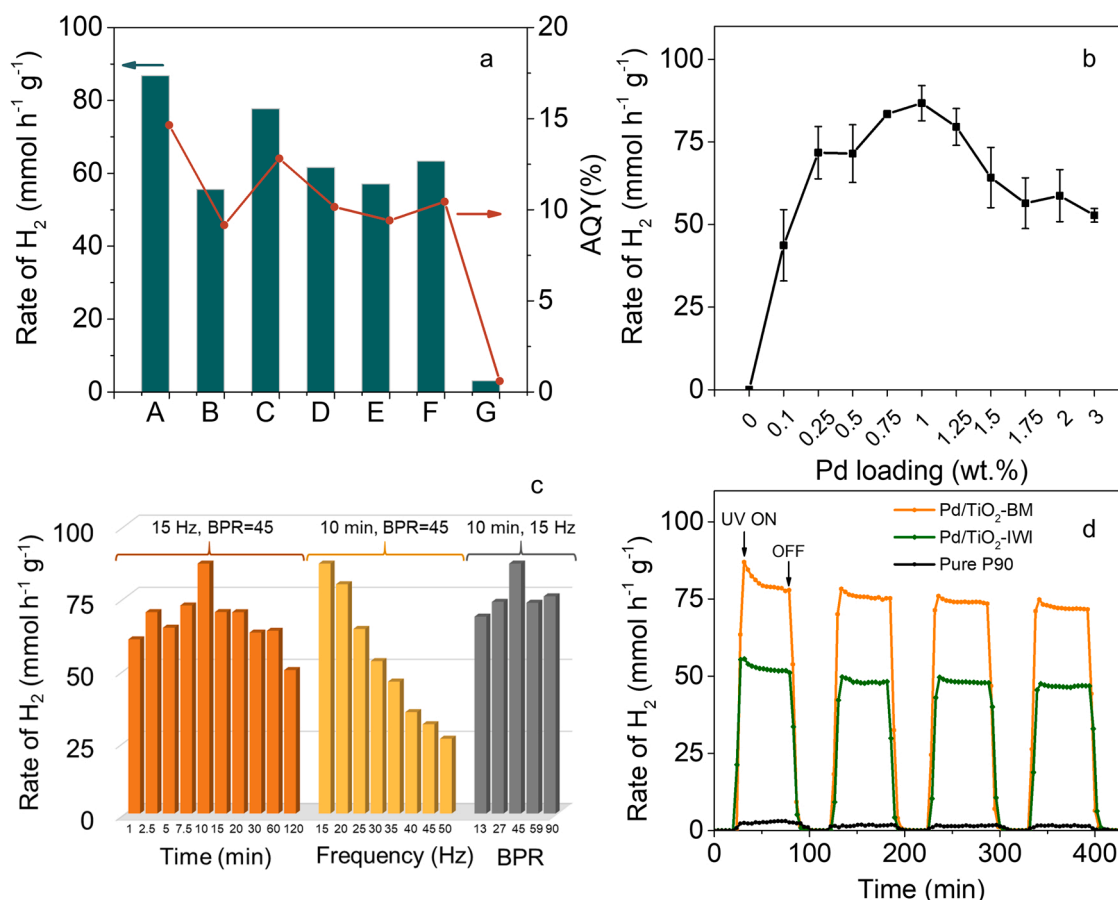 a
Rate of H₂ (mmol h⁻¹ g⁻¹)
100
80
60
40
20
0
A B C D E F G
20
15
10
5
0
AQY(%)
b
Rate of H₂ (mmol h⁻¹ g⁻¹)
100
75
50
25
0
0 0.1 0.25 0.5 0.75 1 1.25 1.5 1.75 2 3
Pd loading (wt.%)
c
Rate of H₂ (mmol h⁻¹ g⁻¹)
100
75
50
25
0
15 Hz, BPR=45 10 min, BPR=45 10 min, 15 Hz
1 2.5 5 7.5 10 15 20 30 60 120 15 20 25 30 35 40 45 50 13 27 45 59 90
Time (min) Frequency (Hz) BPR
d
Rate of H₂ (mmol h⁻¹ g⁻¹)
100
75
50
25
0
UV ON
OFF
Pd/TiO₂-BM
Pd/TiO₂-IWI
Pure P90
0 100 200 300 400
Time (min)